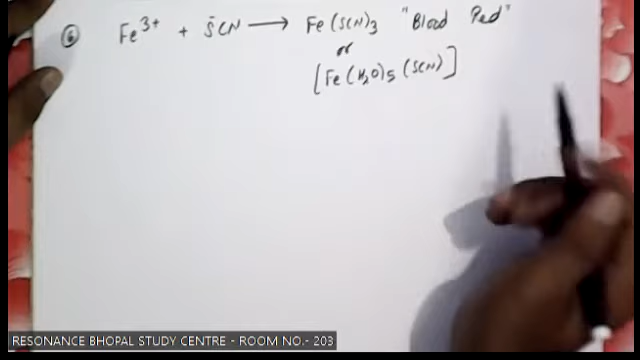 ⑥ Fe³⁺ + S̄CN ⟶ Fe(SCN)₃ "Blood Red"
or
[Fe(H₂O)₅(SCN)]
RESONANCE BHOPAL STUDY CENTRE - ROOM NO.- 203